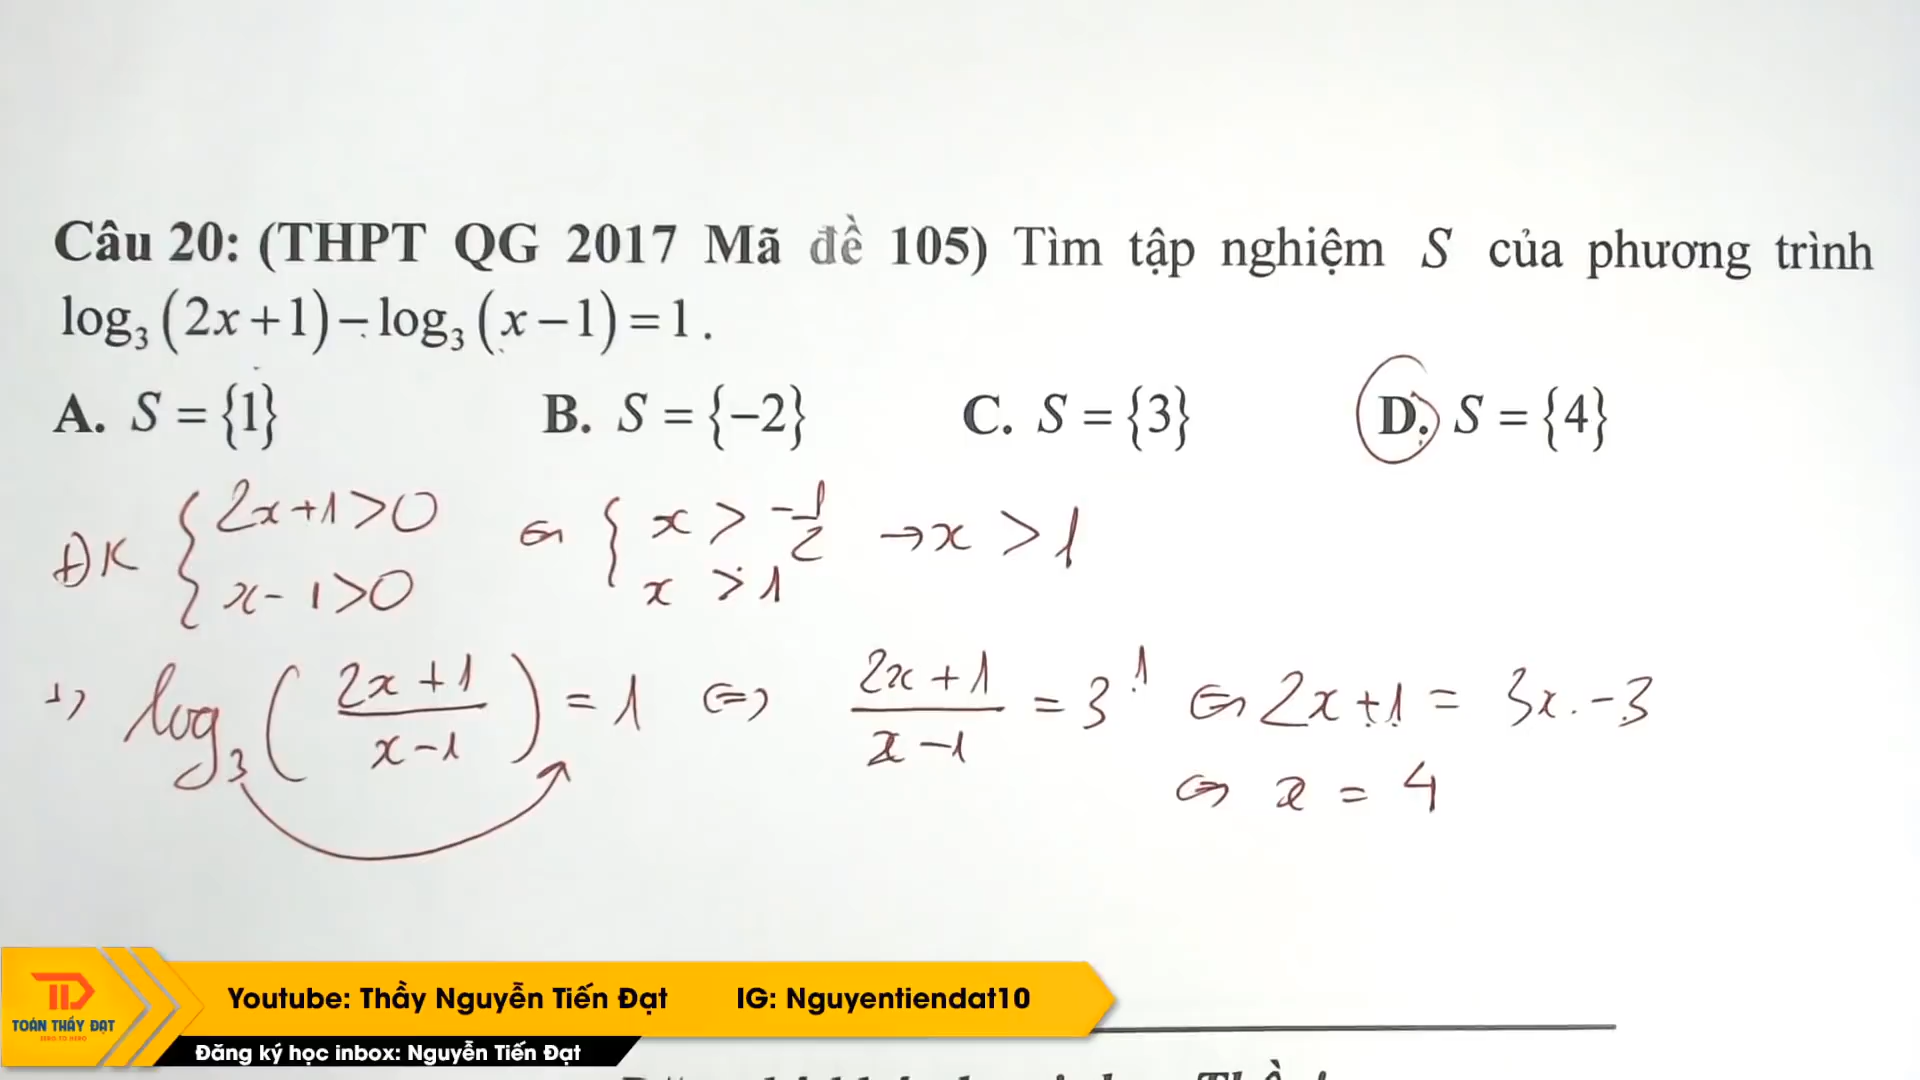 Câu 20: (THPT QG 2017 Mã đề 105) Tìm tập nghiệm S của phương trình
log₃(2x+1)−log₃(x−1)=1.
A. S = {1} B. S = {−2} C. S = {3} D. S = {4}
ĐK { 2x+1>0 ⇔ { x > -1/2 → x > 1
x-1>0 x > 1
log₃((2x+1)/(x-1)) = 1 ⇔ (2x+1)/(x-1) = 3¹ ⇔ 2x+1 = 3x-3
⇔ x = 4
TOÁN THẦY ĐẠT
ZERO TO HERO
Youtube: Thầy Nguyễn Tiến Đạt IG: Nguyentiendat10
Đăng ký học inbox: Nguyễn Tiến Đạt